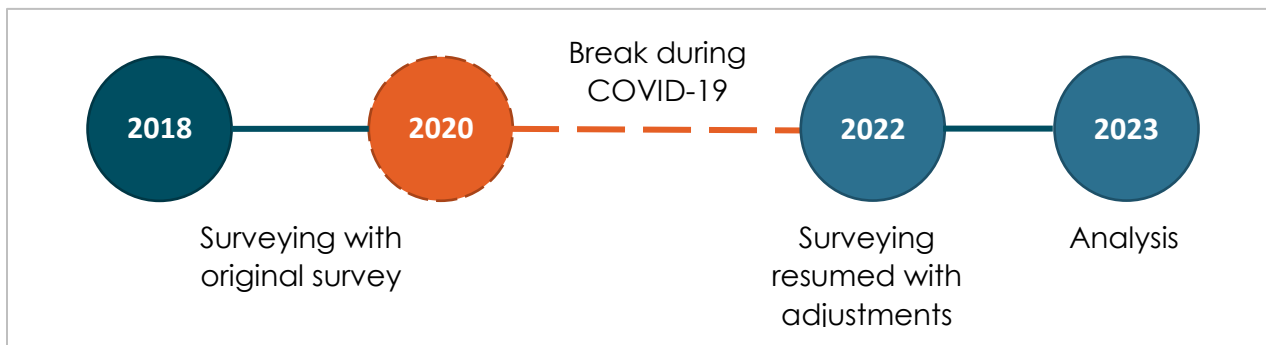 Break during
COVID-19
2018
2020
2022
2023
Surveying with
original survey
Surveying
resumed with
adjustments
Analysis